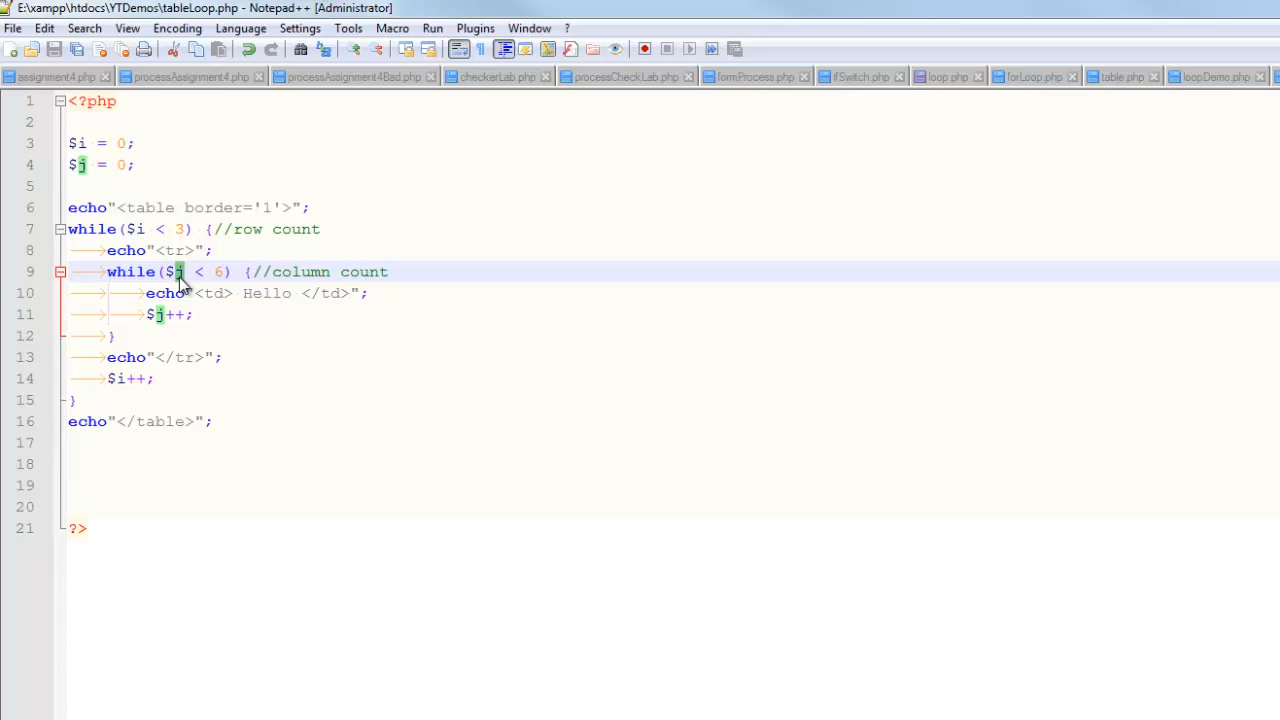 E:\xampp\htdocs\YTDemos\tableLoop.php - Notepad++ [Administrator]
File Edit Search View Encoding Language Settings Tools Macro Run Plugins Window ?
assignment4.php processAssignment4.php processAssignment4Bad.php checkerLab.php processCheckLab.php formProcess.php ifSwitch.php loop.php forLoop.php table.php loopDemo.php
1 <?php
2
3 $i = 0;
4 $j = 0;
5
6 echo"<table border='1'>";
7 while($i < 3) {//row count
8 echo"<tr>";
9 while($j < 6) {//column count
10 echo"<td> Hello </td>";
11 $j++;
12 }
13 echo"</tr>";
14 $i++;
15 }
16 echo"</table>";
17
18
19
20
21 ?>